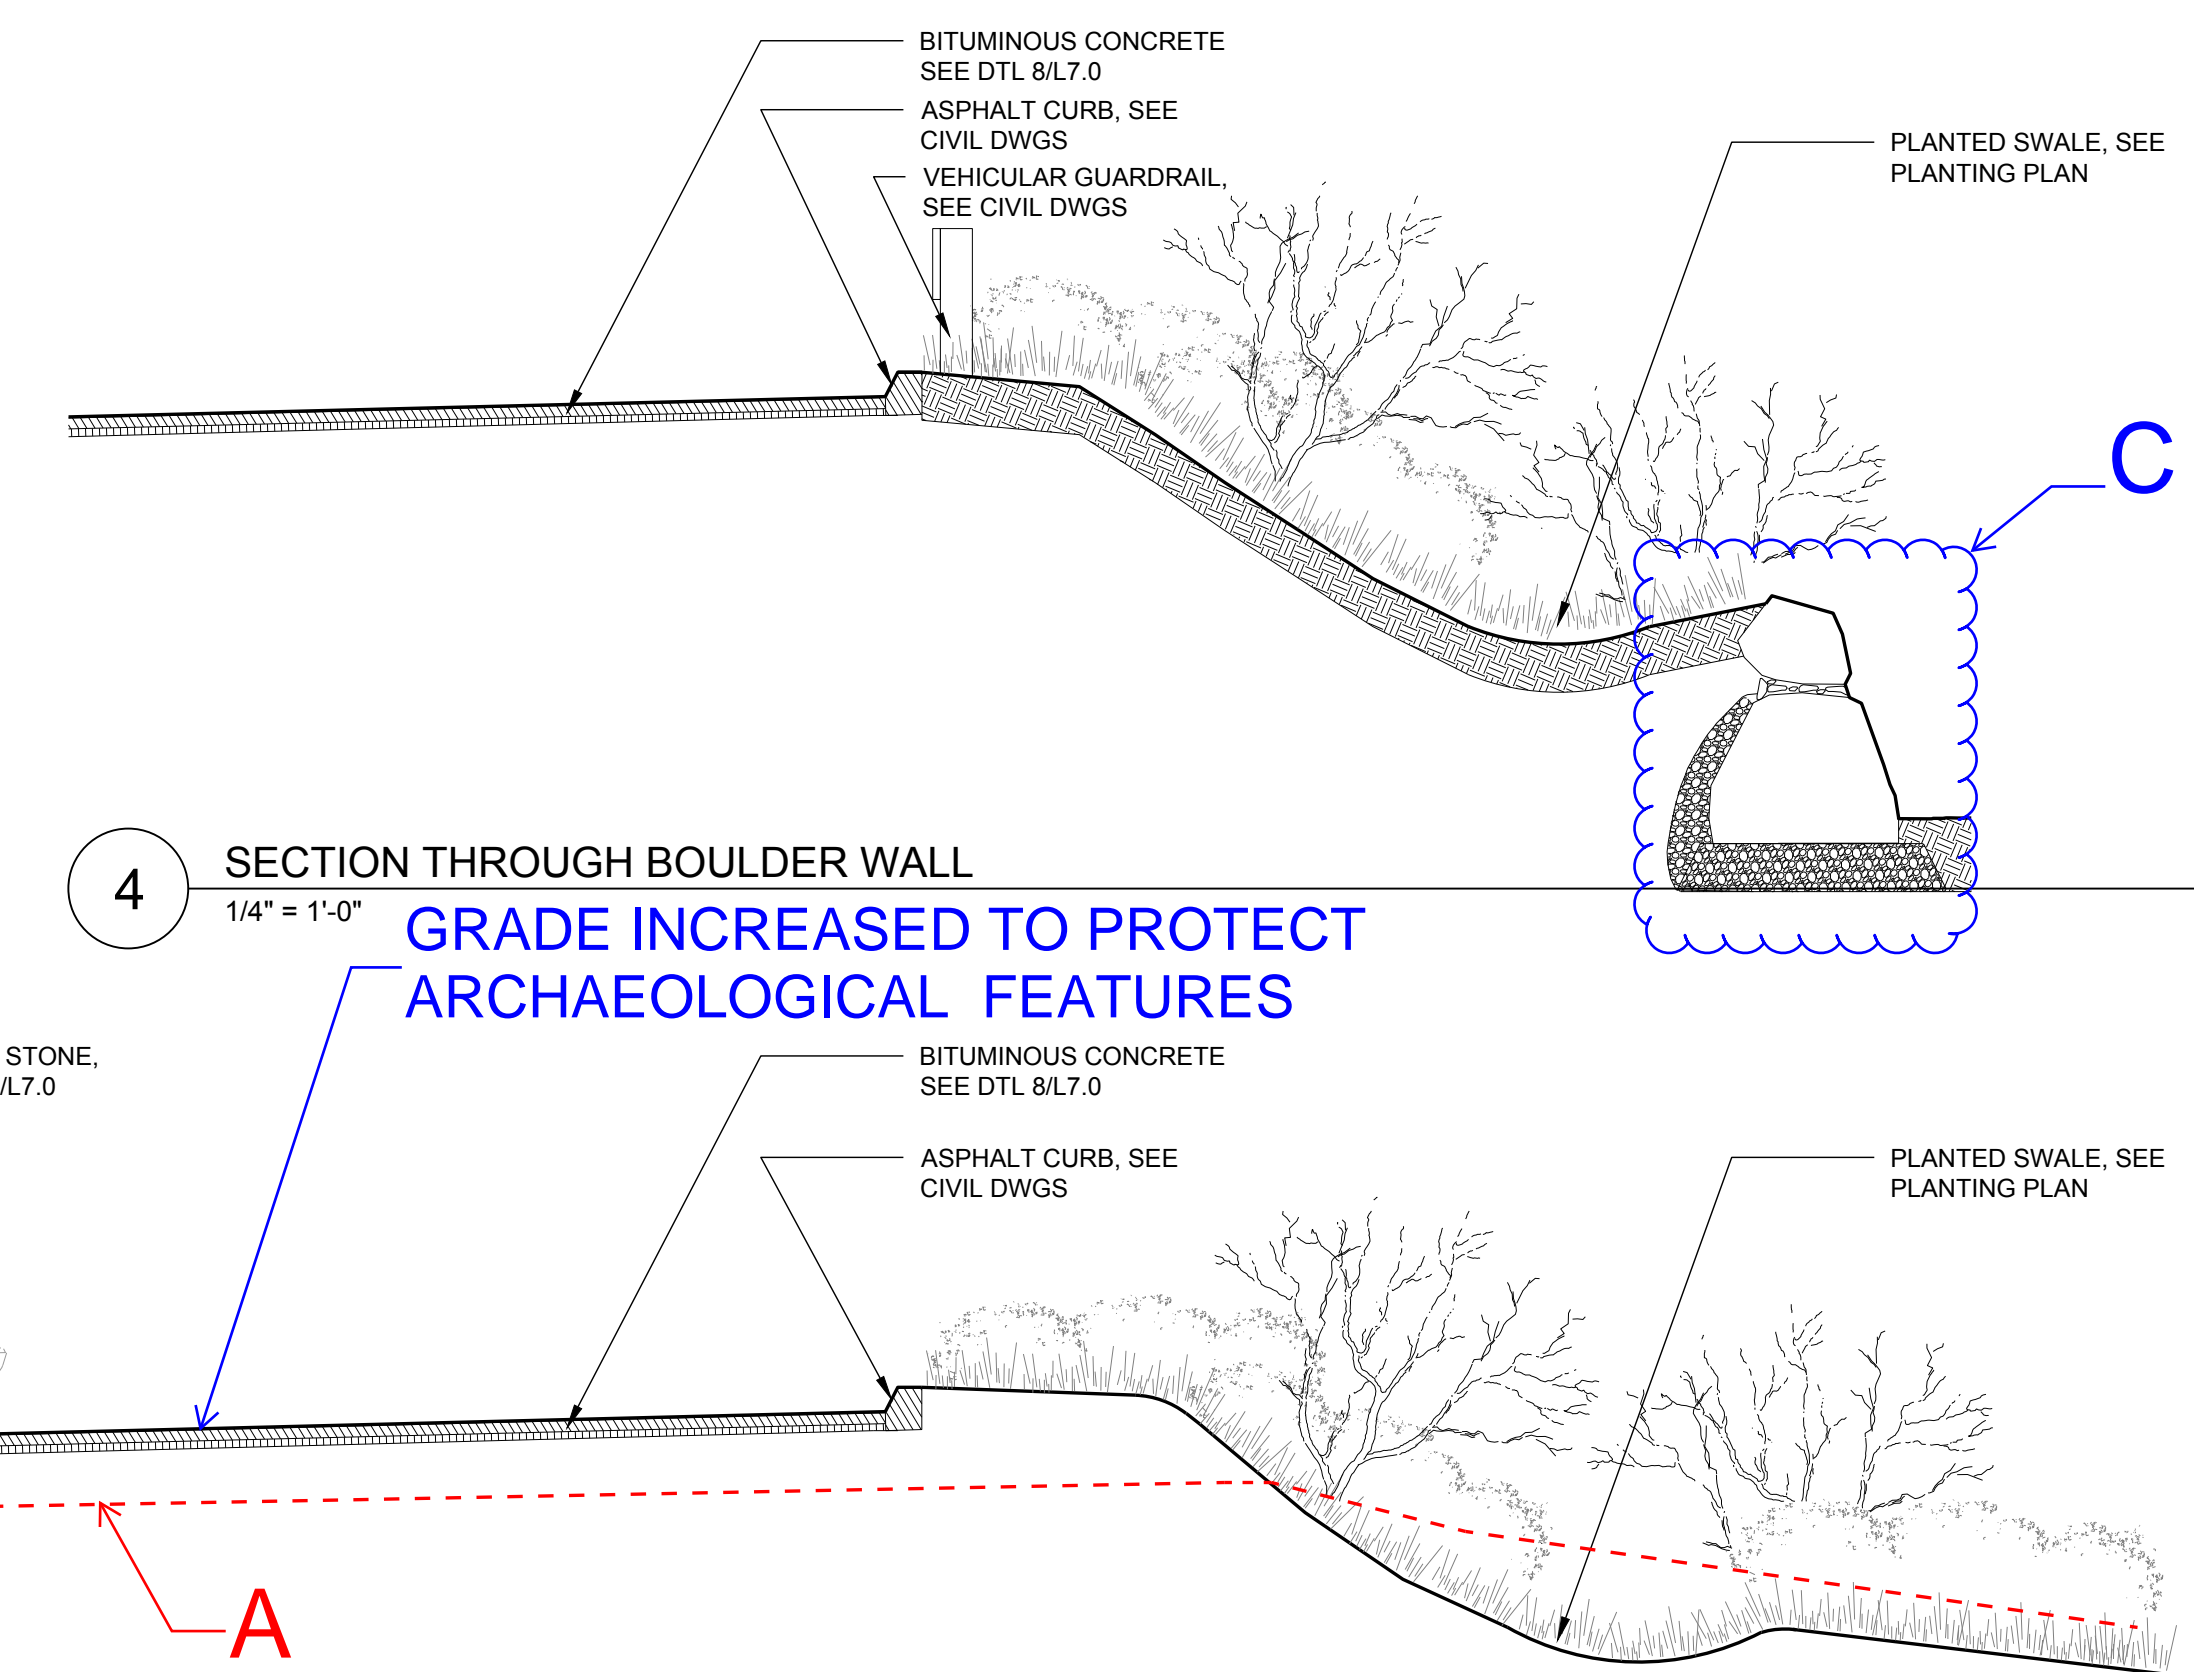 BITUMINOUS CONCRETE
SEE DTL 8/L7.0
ASPHALT CURB, SEE
CIVIL DWGS
VEHICULAR GUARDRAIL,
SEE CIVIL DWGS
PLANTED SWALE, SEE
PLANTING PLAN
C
4
SECTION THROUGH BOULDER WALL
1/4" = 1'-0"
GRADE INCREASED TO PROTECT
ARCHAEOLOGICAL FEATURES
STONE,
/L7.0
BITUMINOUS CONCRETE
SEE DTL 8/L7.0
ASPHALT CURB, SEE
CIVIL DWGS
PLANTED SWALE, SEE
PLANTING PLAN
A